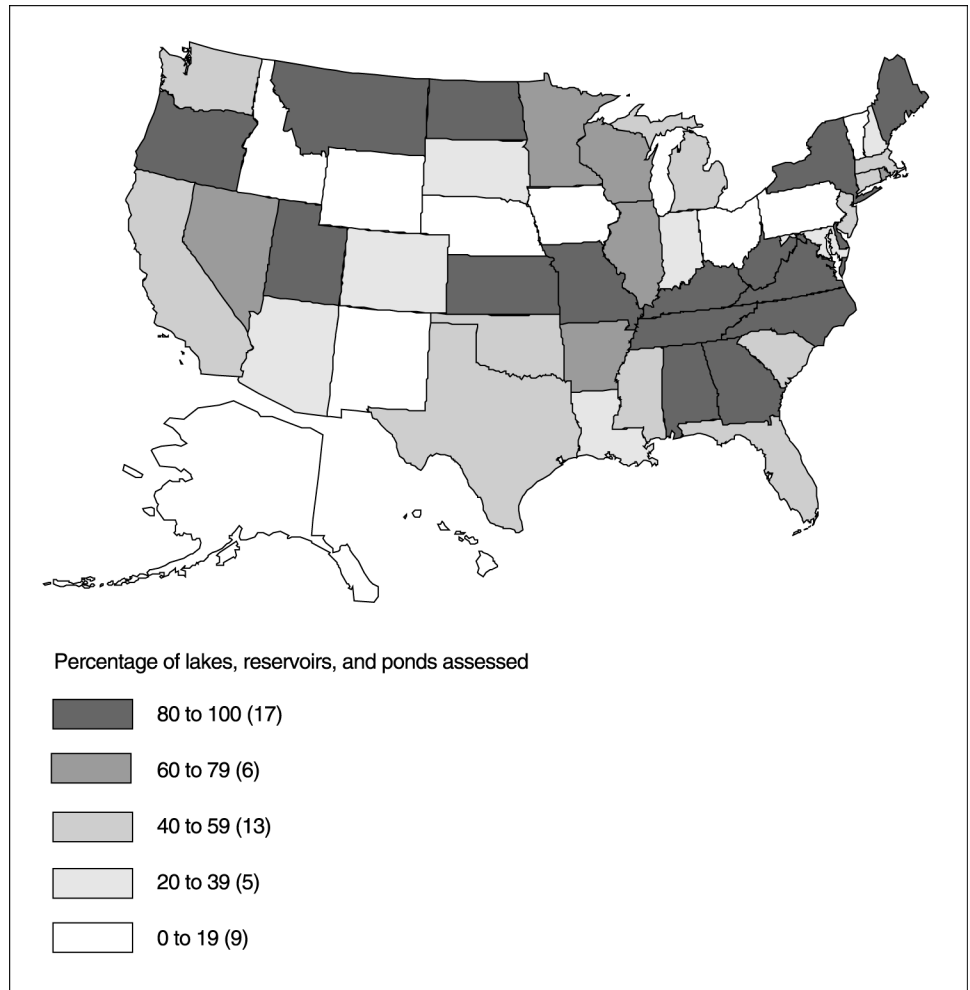 Percentage of lakes, reservoirs, and ponds assessed
80 to 100 (17)
60 to 79 (6)
40 to 59 (13)
20 to 39 (5)
0 to 19 (9)